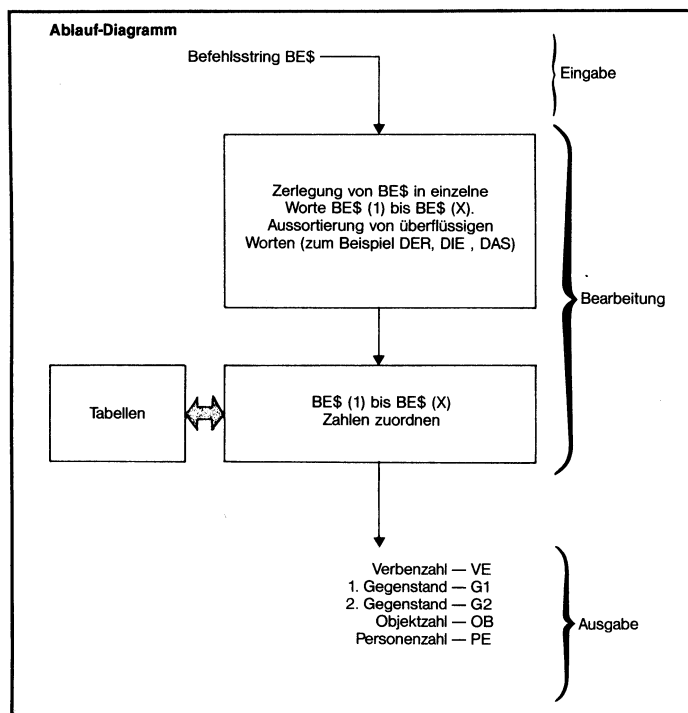 Ablauf-Diagramm
Befehlsstring BE$
Eingabe
Zerlegung von BE$ in einzelne
Worte BE$ (1) bis BE$ (X).
Aussortierung von überflüssigen
Worten (zum Beispiel DER, DIE , DAS)
Bearbeitung
Tabellen
BE$ (1) bis BE$ (X)
Zahlen zuordnen
Verbenzahl — VE
1. Gegenstand — G1
2. Gegenstand — G2
Objektzahl — OB
Personenzahl — PE
Ausgabe